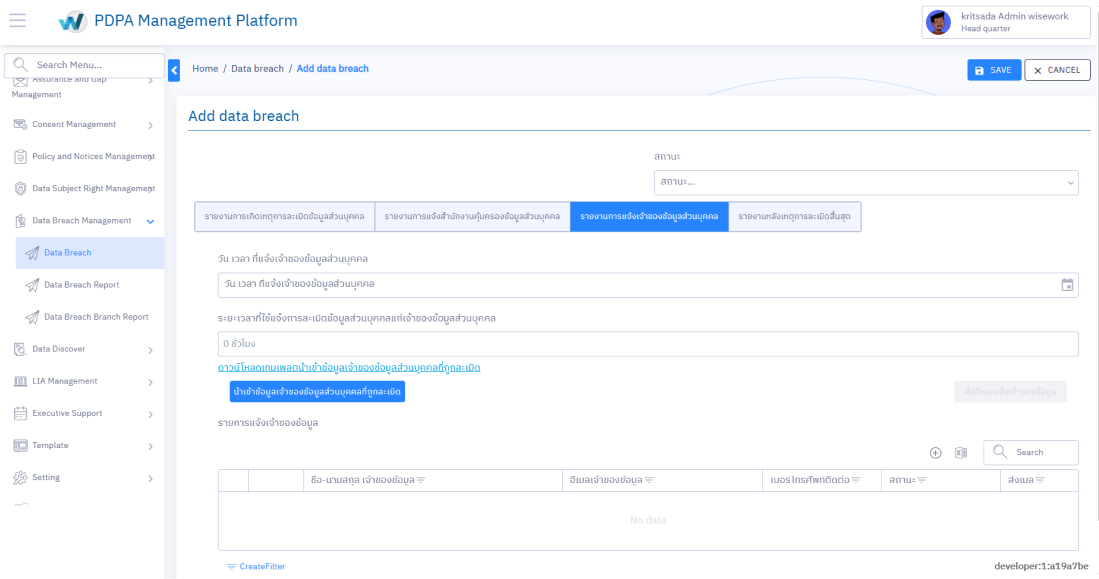 PDPA Management Platform
kritsada Admin wisework
Head quarter
Search Menu...
Assurance and Gap
Management
Consent Management
Policy and Notices Management
Data Subject Right Management
Data Breach Management
Data Breach
Data Breach Report
Data Breach Branch Report
Data Discover
LIA Management
Executive Support
Template
Setting
Home / Data breach / Add data breach
SAVE
CANCEL
Add data breach
สถานะ
สถานะ...
รายงานการเกิดเหตุการละเมิดข้อมูลส่วนบุคคล
รายงานการแจ้งสำนักงานคุ้มครองข้อมูลส่วนบุคคล
รายงานการแจ้งเจ้าของข้อมูลส่วนบุคคล
รายงานหลังเหตุการละเมิดสิ้นสุด
วัน เวลา ที่แจ้งเจ้าของข้อมูลส่วนบุคคล
วัน เวลา ที่แจ้งเจ้าของข้อมูลส่วนบุคคล
ระยะเวลาที่ใช้แจ้งการละเมิดข้อมูลส่วนบุคคลแก่เจ้าของข้อมูลส่วนบุคคล
0 ชั่วโมง
ดาวน์โหลดเทมเพลตนำเข้าข้อมูลเจ้าของข้อมูลส่วนบุคคลที่ถูกละเมิด
นำเข้าข้อมูลเจ้าของข้อมูลส่วนบุคคลที่ถูกละเมิด
ส่งอีเมลแจ้งเจ้าของข้อมูล
รายการแจ้งเจ้าของข้อมูล
Search
ชื่อ-นามสกุล เจ้าของข้อมูล
อีเมลเจ้าของข้อมูล
เบอร์โทรศัพท์ติดต่อ
สถานะ
ส่งเมล
No data
CreateFilter
developer:1:a19a7be